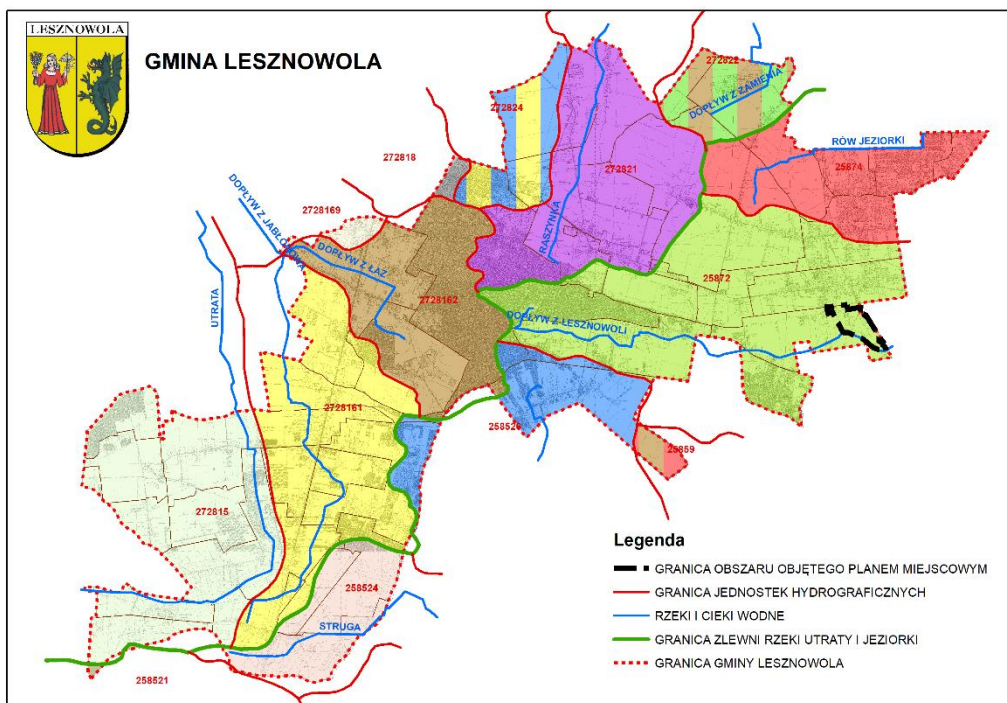 LESZNOWOLA
GMINA LESZNOWOLA
272822
DOPŁYW Z ZAMIENIA
272824
RÓW JEZIORKI
272818
272821
25874
2728169
DOPŁYW Z JABŁONOWA
DOPŁYW Z ŁAZ
RASZYNKA
25872
2728162
UTRATA
DOPŁYW Z LESZNOWOLI
2728161
258526
25859
272815
258524
STRUGA
258521
Legenda
GRANICA OBSZARU OBJĘTEGO PLANEM MIEJSCOWYM
GRANICA JEDNOSTEK HYDROGRAFICZNYCH
RZEKI I CIEKI WODNE
GRANICA ZLEWNI RZEKI UTRATY I JEZIORKI
GRANICA GMINY LESZNOWOLA